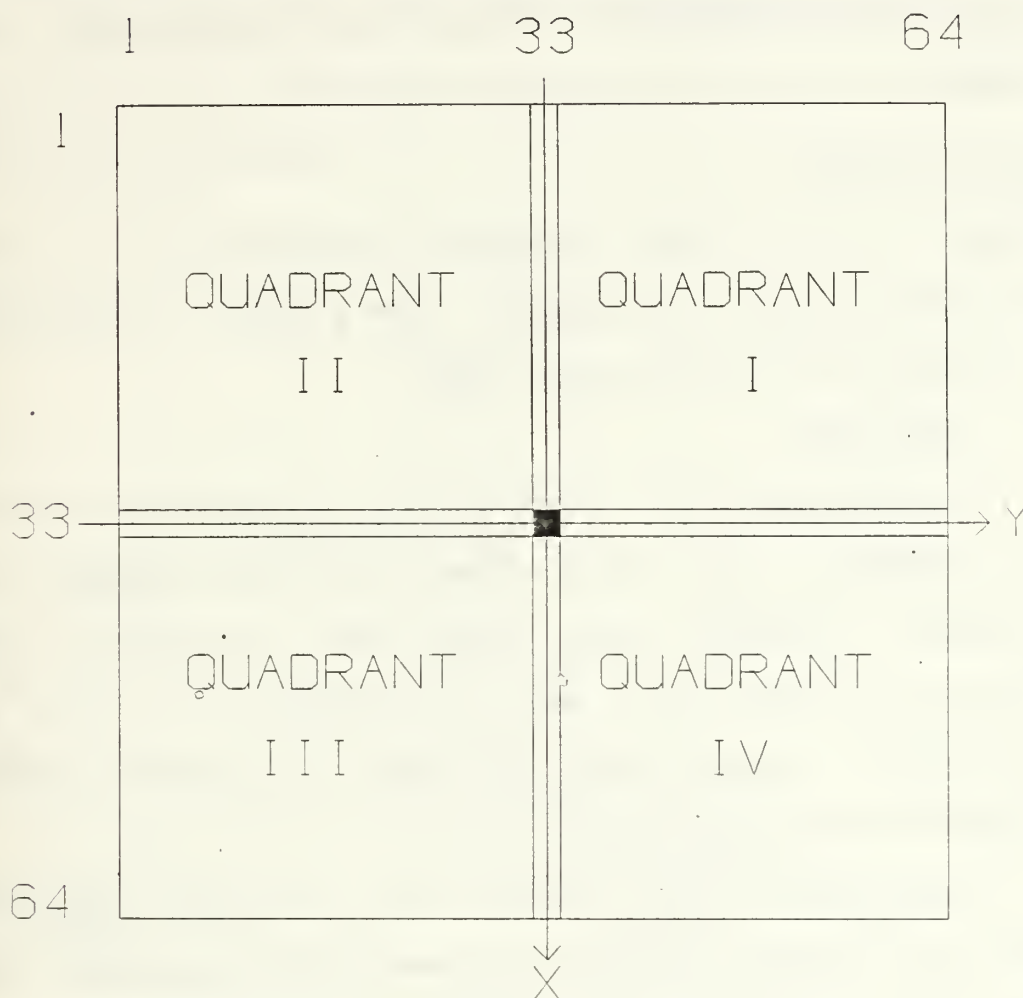 1 33 64
1
QUADRANT QUADRANT
II I
33 Y
QUADRANT QUADRANT
III IV
64
X